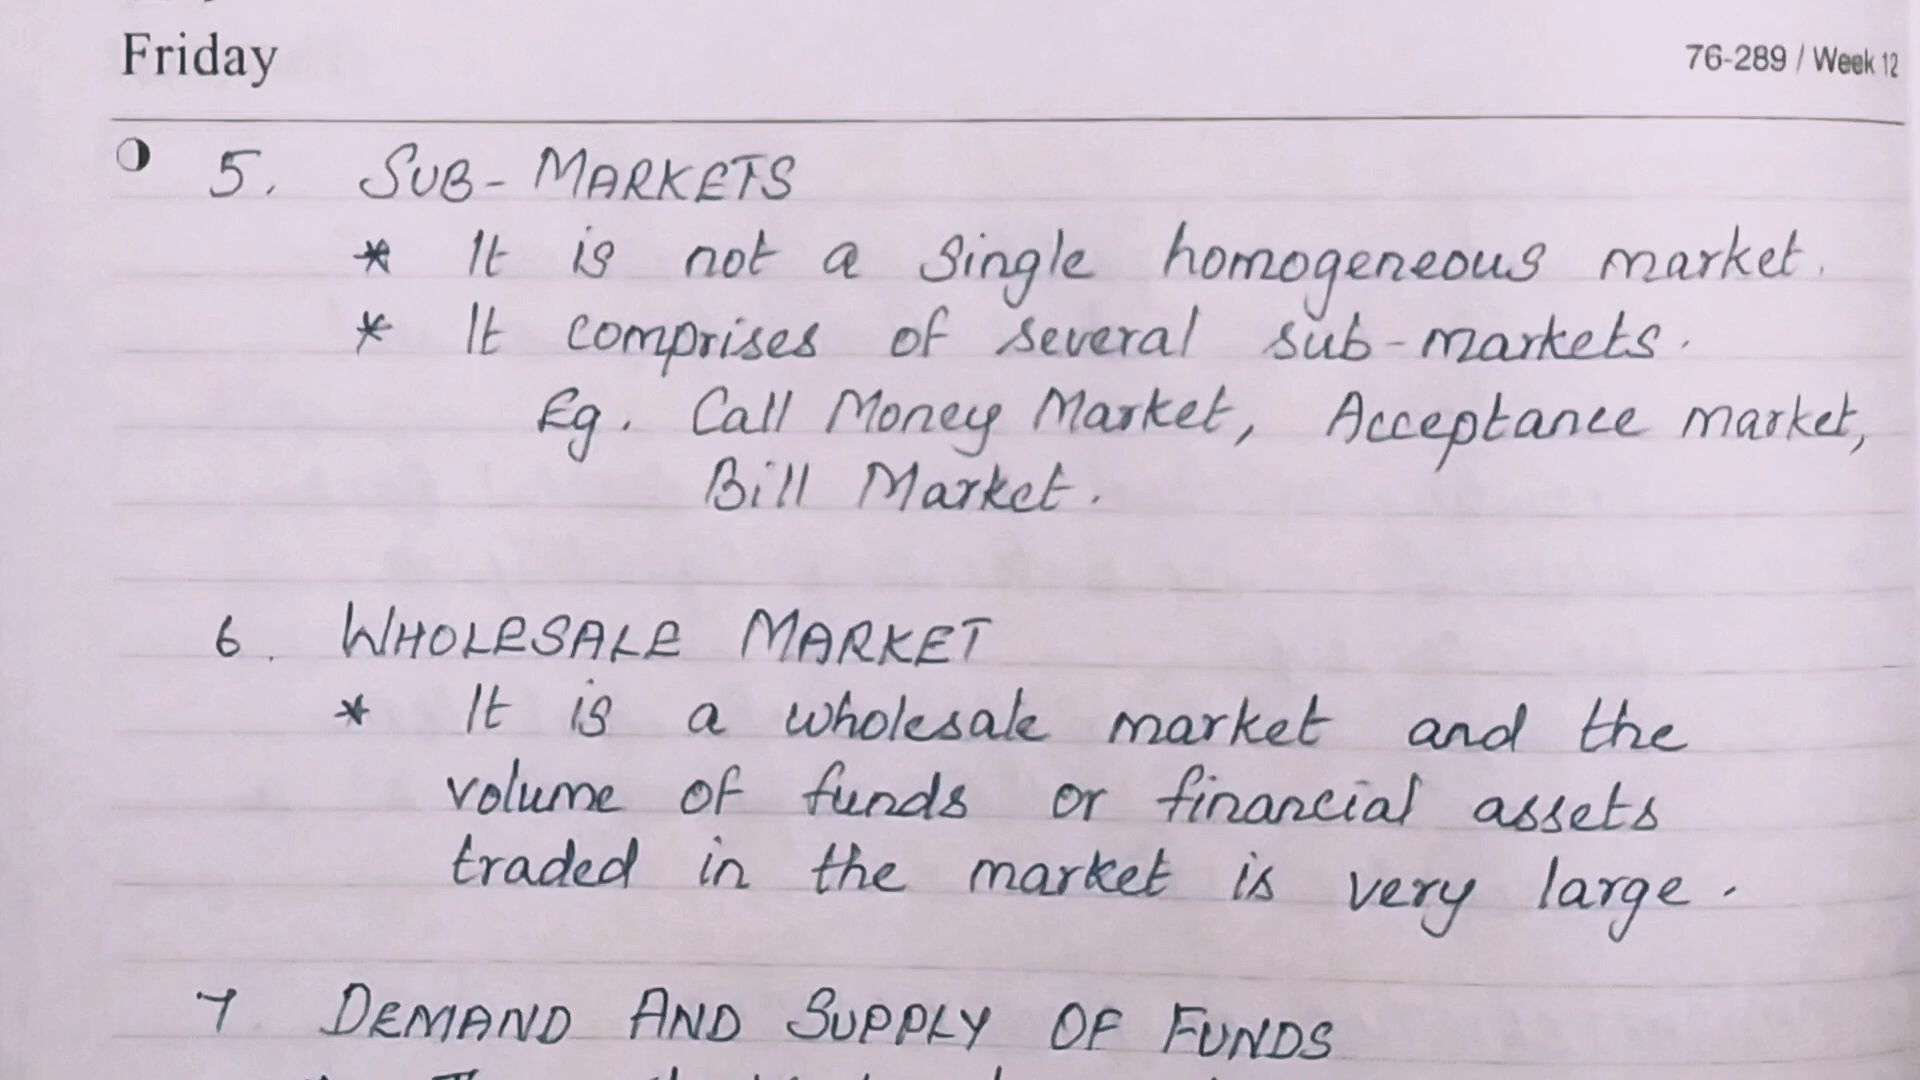 Friday
76-289 / Week 12
5. SUB-MARKETS
* It is not a single homogeneous market.
* It comprises of several sub-markets.
Eg. Call Money Market, Acceptance market,
Bill Market.
6. WHOLESALE MARKET
* It is a wholesale market and the
volume of funds or financial assets
traded in the market is very large.
7. DEMAND AND SUPPLY OF FUNDS